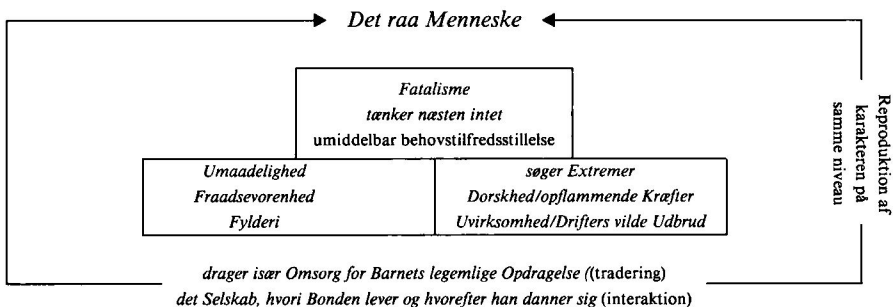 Det raa Menneske
Fatalisme
tænker næsten intet
umiddelbar behovstilfredsstillelse
Umaadelighed
Fraadsevorenhed
Fylderi
søger Extremer
Dorskhed/opflammende Kræfter
Uvirksomhed/Drifters vilde Udbrud
Reproduktion af
karakteren på
samme niveau
drager især Omsorg for Barnets legemlige Opdragelse ((tradering)
det Selskab, hvori Bonden lever og hvorefter han danner sig (interaktion)